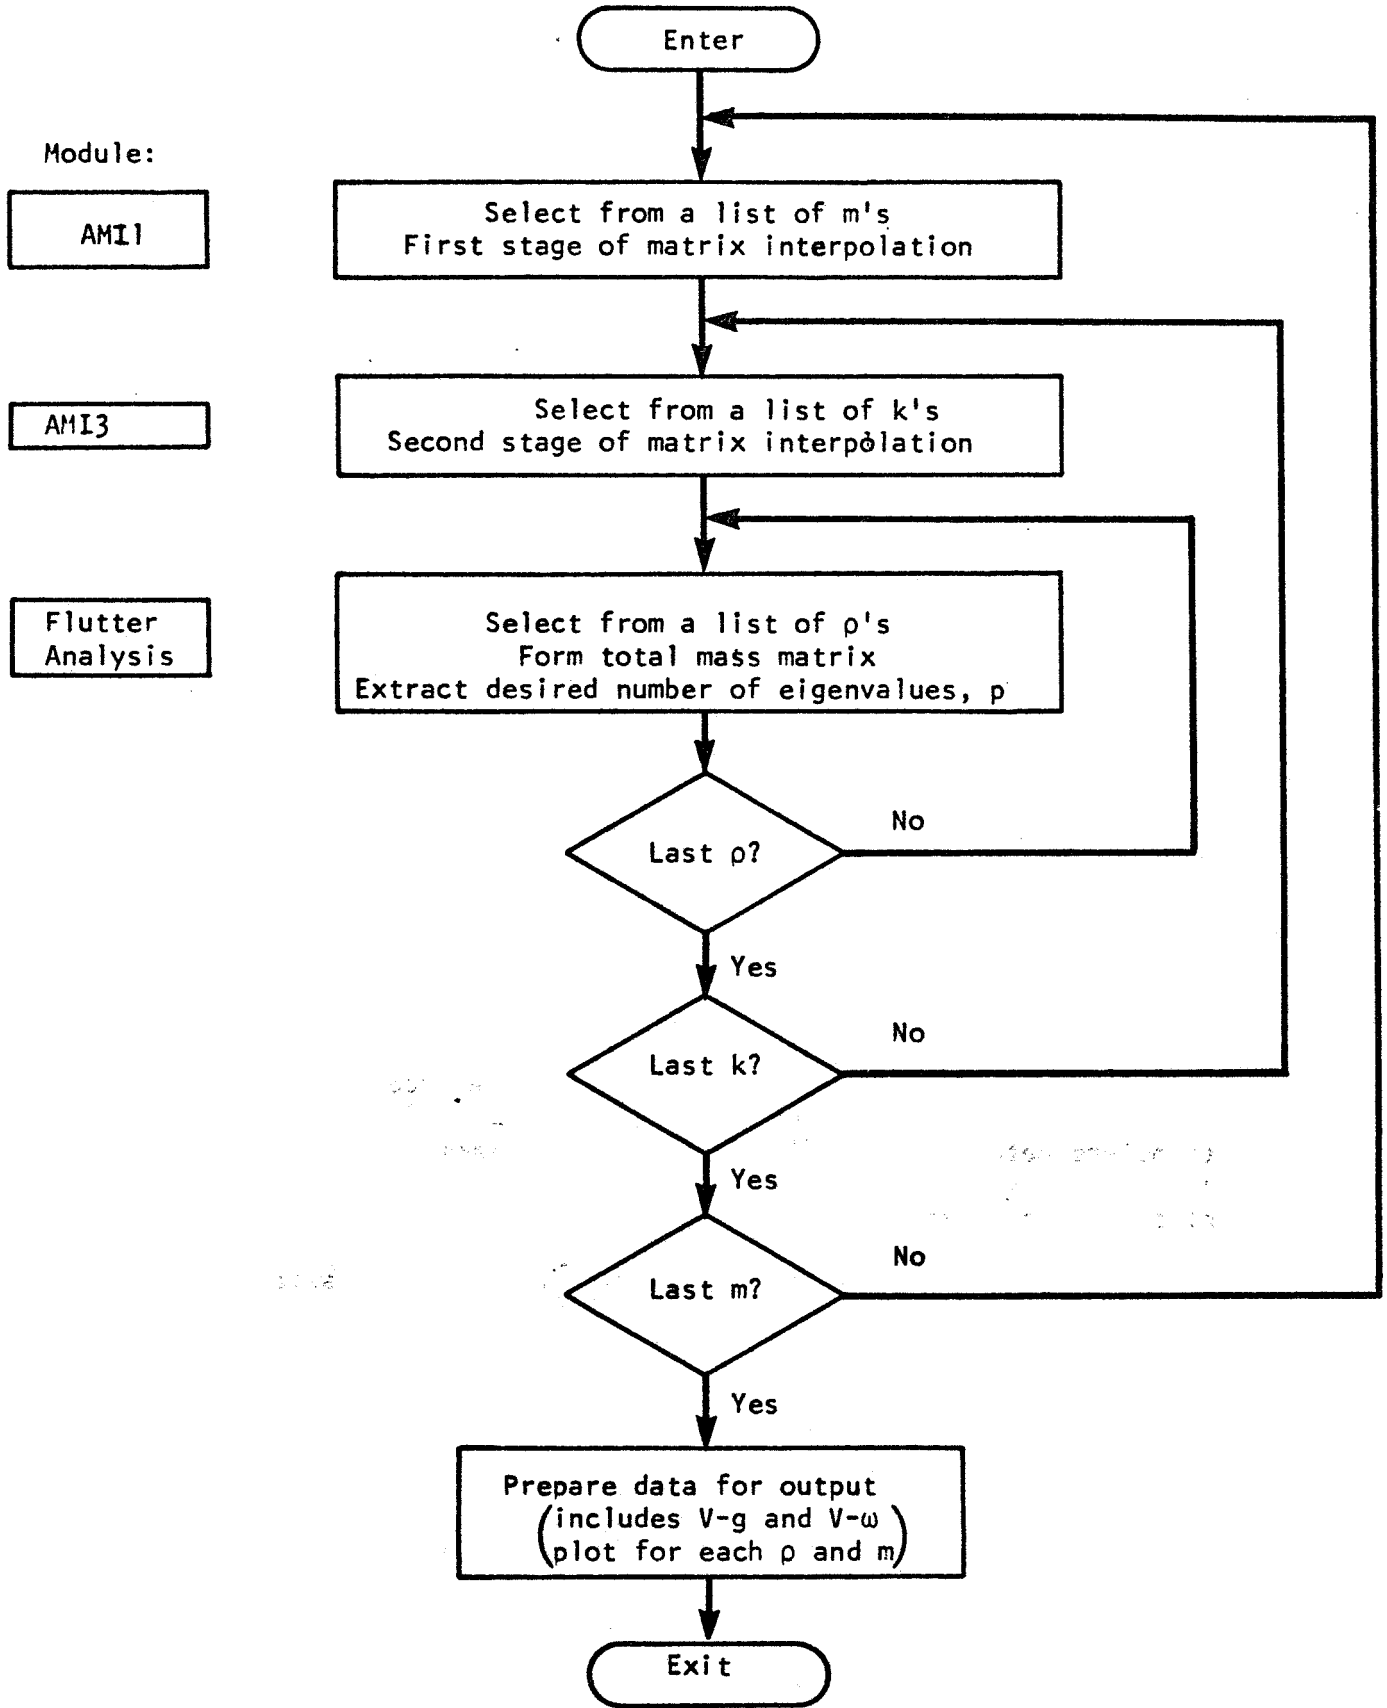 Enter
Module:
AMI1
Select from a list of m's
First stage of matrix interpolation
AMI3
Select from a list of k's
Second stage of matrix interpolation
Flutter
Analysis
Select from a list of ρ's
Form total mass matrix
Extract desired number of eigenvalues, p
No
Last ρ?
Yes
No
Last k?
Yes
No
Last m?
Yes
Prepare data for output
(includes V-g and V-ω
plot for each ρ and m)
Exit